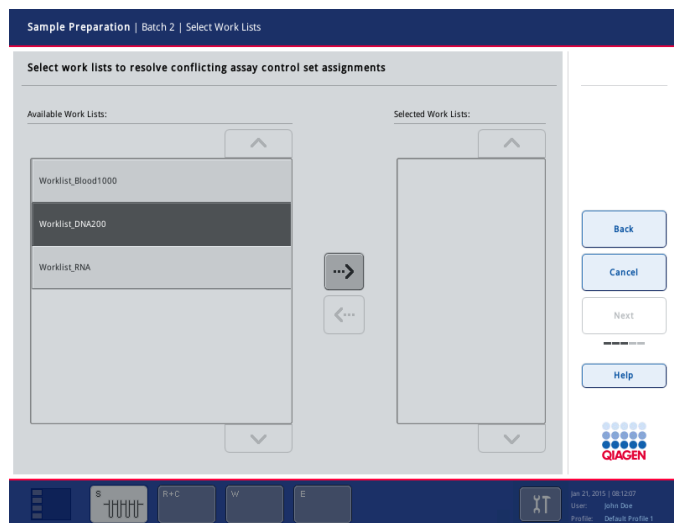 Sample Preparation | Batch 2 | Select Work Lists
Select work lists to resolve conflicting assay control set assignments
Available Work Lists:
Selected Work Lists:
Worklist_Blood1000
Worklist_DNA200
Worklist_RNA
Back
Cancel
Next
Help
QIAGEN
S
R+C
W
E
Jan 21, 2015 | 08:12:07
User: John Doe
Profile: Default Profile 1